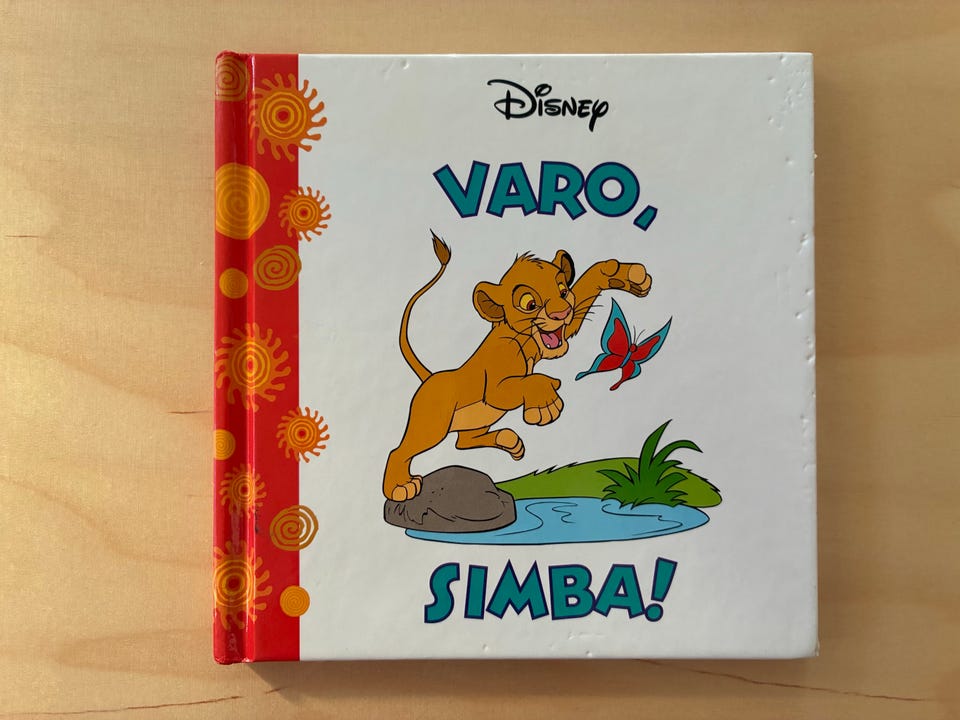 Disney
VARO,
SIMBA!